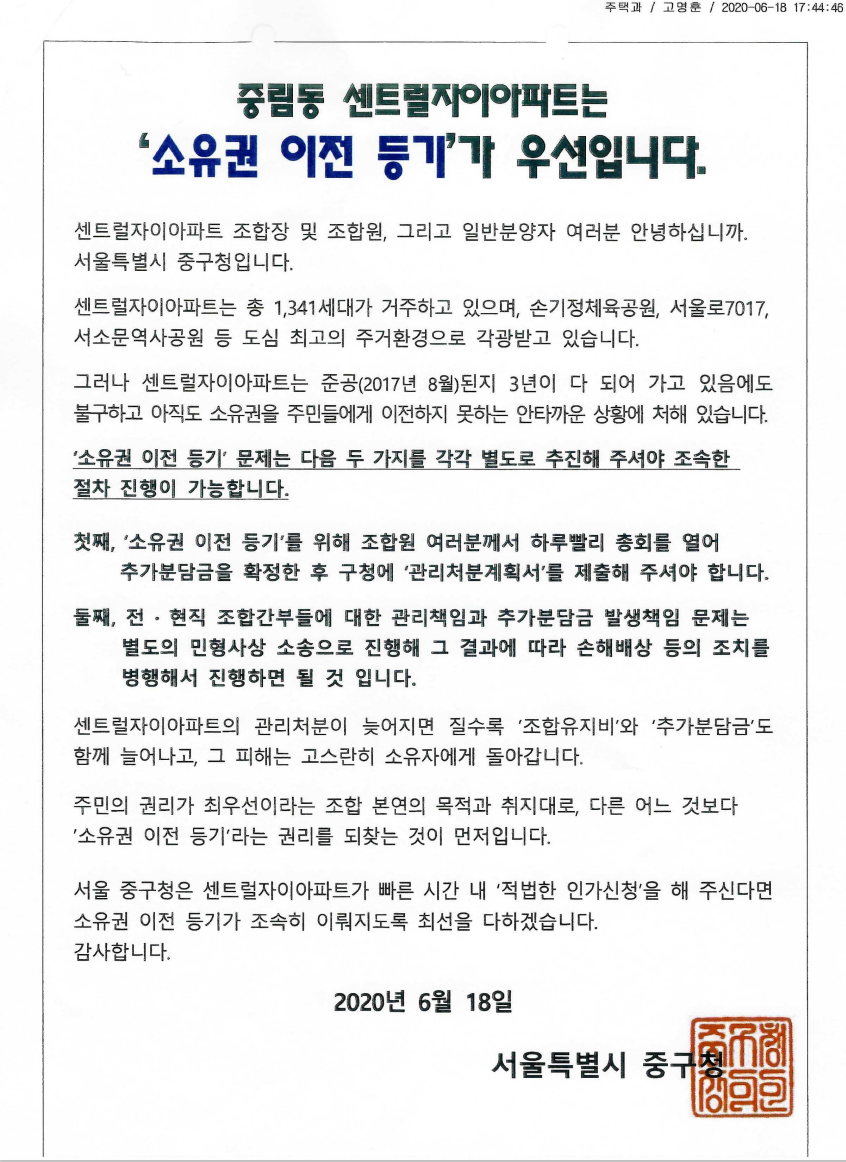 주택과 / 고영훈 / 2020-06-18 17:44:46
중림동 센트럴자이아파트는
‘소유권 이전 등기’가 우선입니다.
센트럴자이아파트 조합장 및 조합원, 그리고 일반분양자 여러분 안녕하십니까.
서울특별시 중구청입니다.
센트럴자이아파트는 총 1,341세대가 거주하고 있으며, 손기정체육공원, 서울로7017,
서소문역사공원 등 도심 최고의 주거환경으로 각광받고 있습니다.
그러나 센트럴자이아파트는 준공(2017년 8월)된지 3년이 다 되어 가고 있음에도
불구하고 아직도 소유권을 주민들에게 이전하지 못하는 안타까운 상황에 처해 있습니다.
‘소유권 이전 등기’ 문제는 다음 두 가지를 각각 별도로 추진해 주셔야 조속한
절차 진행이 가능합니다.
첫째, ‘소유권 이전 등기’를 위해 조합원 여러분께서 하루빨리 총회를 열어
추가분담금을 확정한 후 구청에 ‘관리처분계획서’를 제출해 주셔야 합니다.
둘째, 전 · 현직 조합간부들에 대한 관리책임과 추가분담금 발생책임 문제는
별도의 민형사상 소송으로 진행해 그 결과에 따라 손해배상 등의 조치를
병행해서 진행하면 될 것 입니다.
센트럴자이아파트의 관리처분이 늦어지면 질수록 ‘조합유지비’와 ‘추가분담금’도
함께 늘어나고, 그 피해는 고스란히 소유자에게 돌아갑니다.
주민의 권리가 최우선이라는 조합 본연의 목적과 취지대로, 다른 어느 것보다
‘소유권 이전 등기’라는 권리를 되찾는 것이 먼저입니다.
서울 중구청은 센트럴자이아파트가 빠른 시간 내 ‘적법한 인가신청’을 해 주신다면
소유권 이전 등기가 조속히 이뤄지도록 최선을 다하겠습니다.
감사합니다.
2020년 6월 18일
서울특별시 중구청